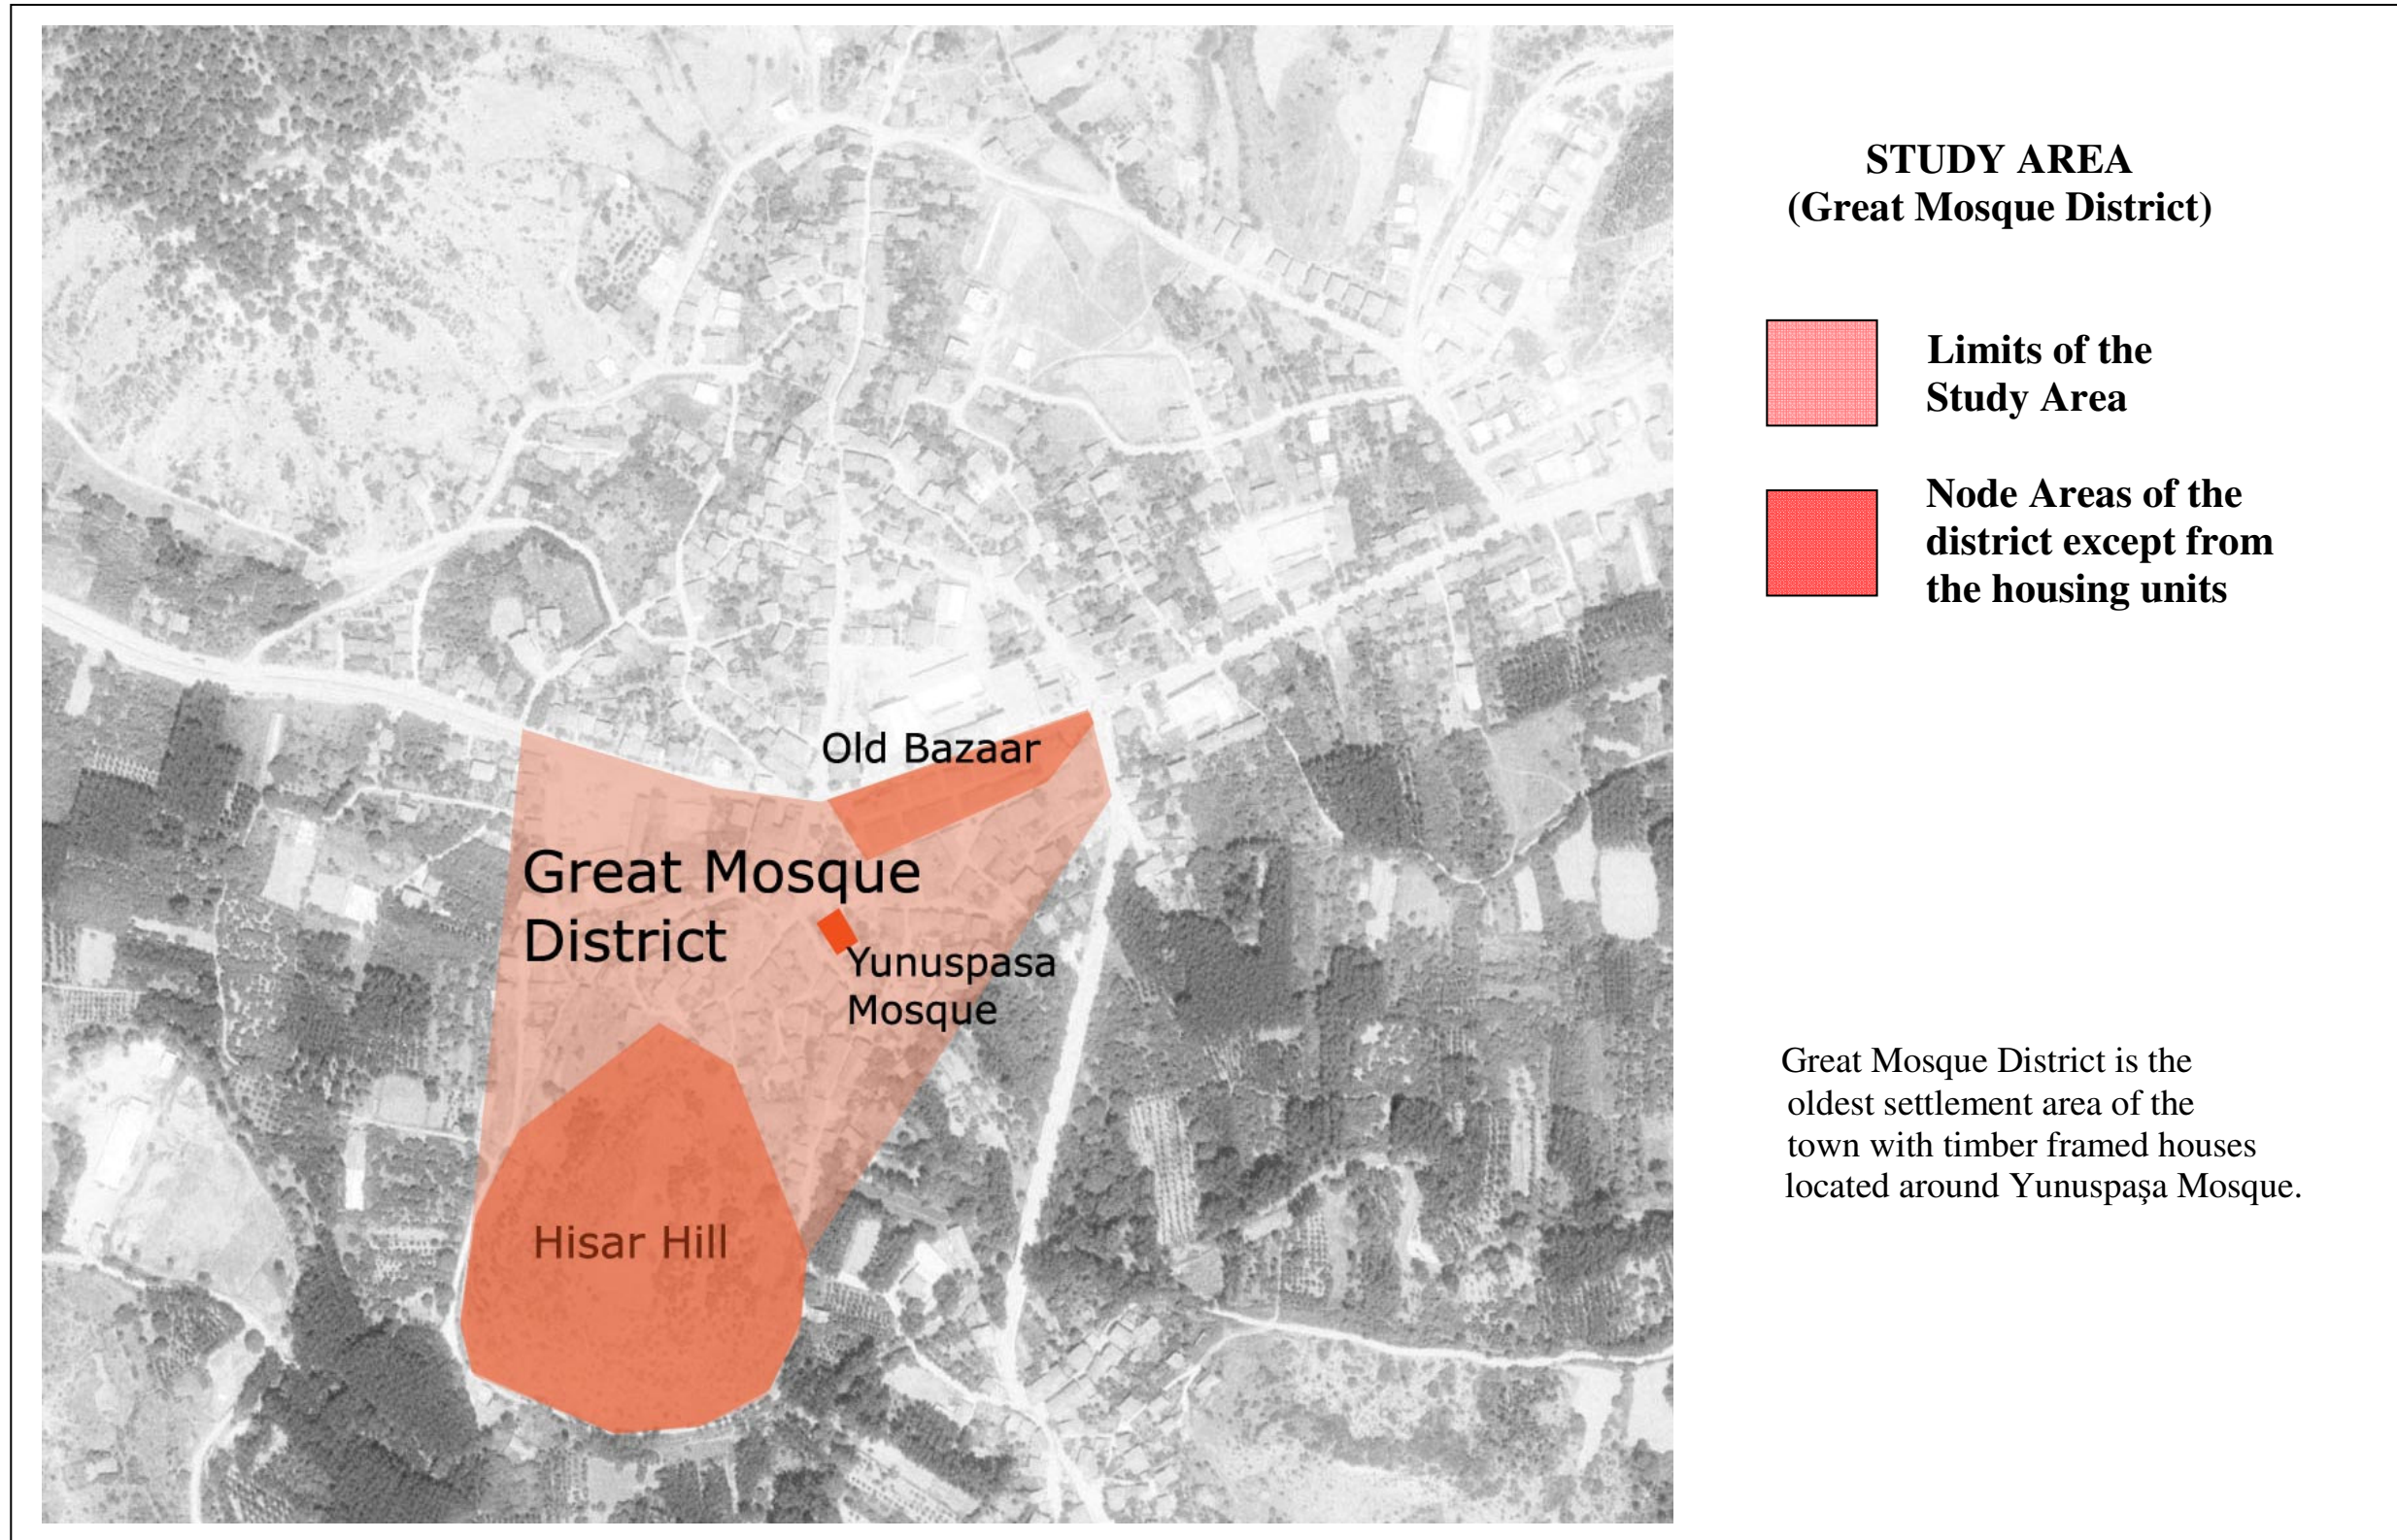 STUDY AREA
(Great Mosque District)
Limits of the
Study Area
Node Areas of the
district except from
the housing units
Old Bazaar
Great Mosque
District
Yunuspasa
Mosque
Hisar Hill
Great Mosque District is the
oldest settlement area of the
town with timber framed houses
located around Yunuspaşa Mosque.